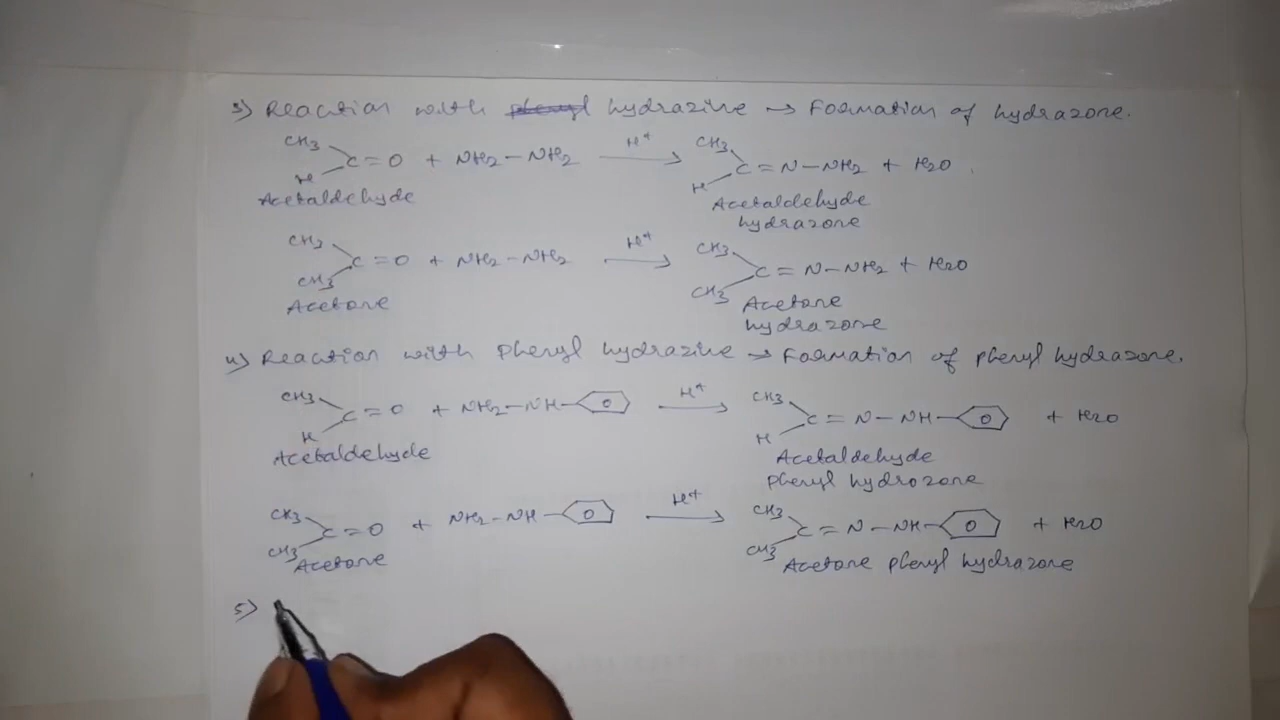 3) Reaction with phenyl hydrazine → Formation of hydrazone.
CH3 H C=O + NH2-NH2 H+ → CH3 H C=N-NH2 + H2O
Acetaldehyde Acetaldehyde
hydrazone
CH3 CH3 C=O + NH2-NH2 H+ → CH3 CH3 C=N-NH2 + H2O
Acetone Acetone
hydrazone
4) Reaction with Phenyl hydrazine → Formation of phenyl hydrazone.
CH3 H C=O + NH2-NH- H+ → CH3 H C=N-NH- + H2O
Acetaldehyde Acetaldehyde
phenyl hydrozone
CH3 CH3 C=O + NH2-NH- H+ → CH3 CH3 C=N-NH- + H2O
Acetone Acetone phenyl hydrazone
5)